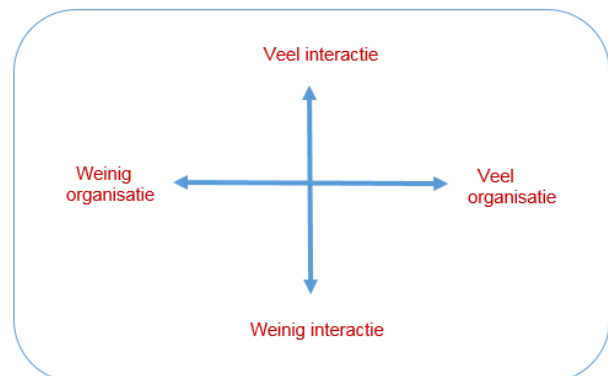 Veel interactie
Weinig
organisatie
Veel
organisatie
Weinig interactie